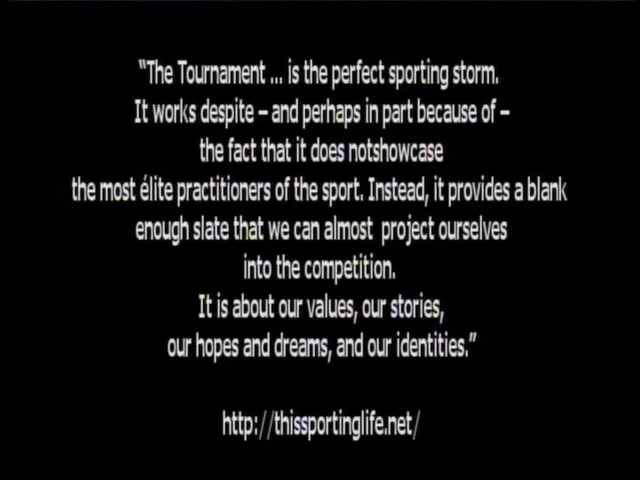 "The Tournament ... is the perfect sporting storm.
It works despite – and perhaps in part because of –
the fact that it does notshowcase
the most élite practitioners of the sport. Instead, it provides a blank
enough slate that we can almost project ourselves
into the competition.
It is about our values, our stories,
our hopes and dreams, and our identities."
http://thissportinglife.net/